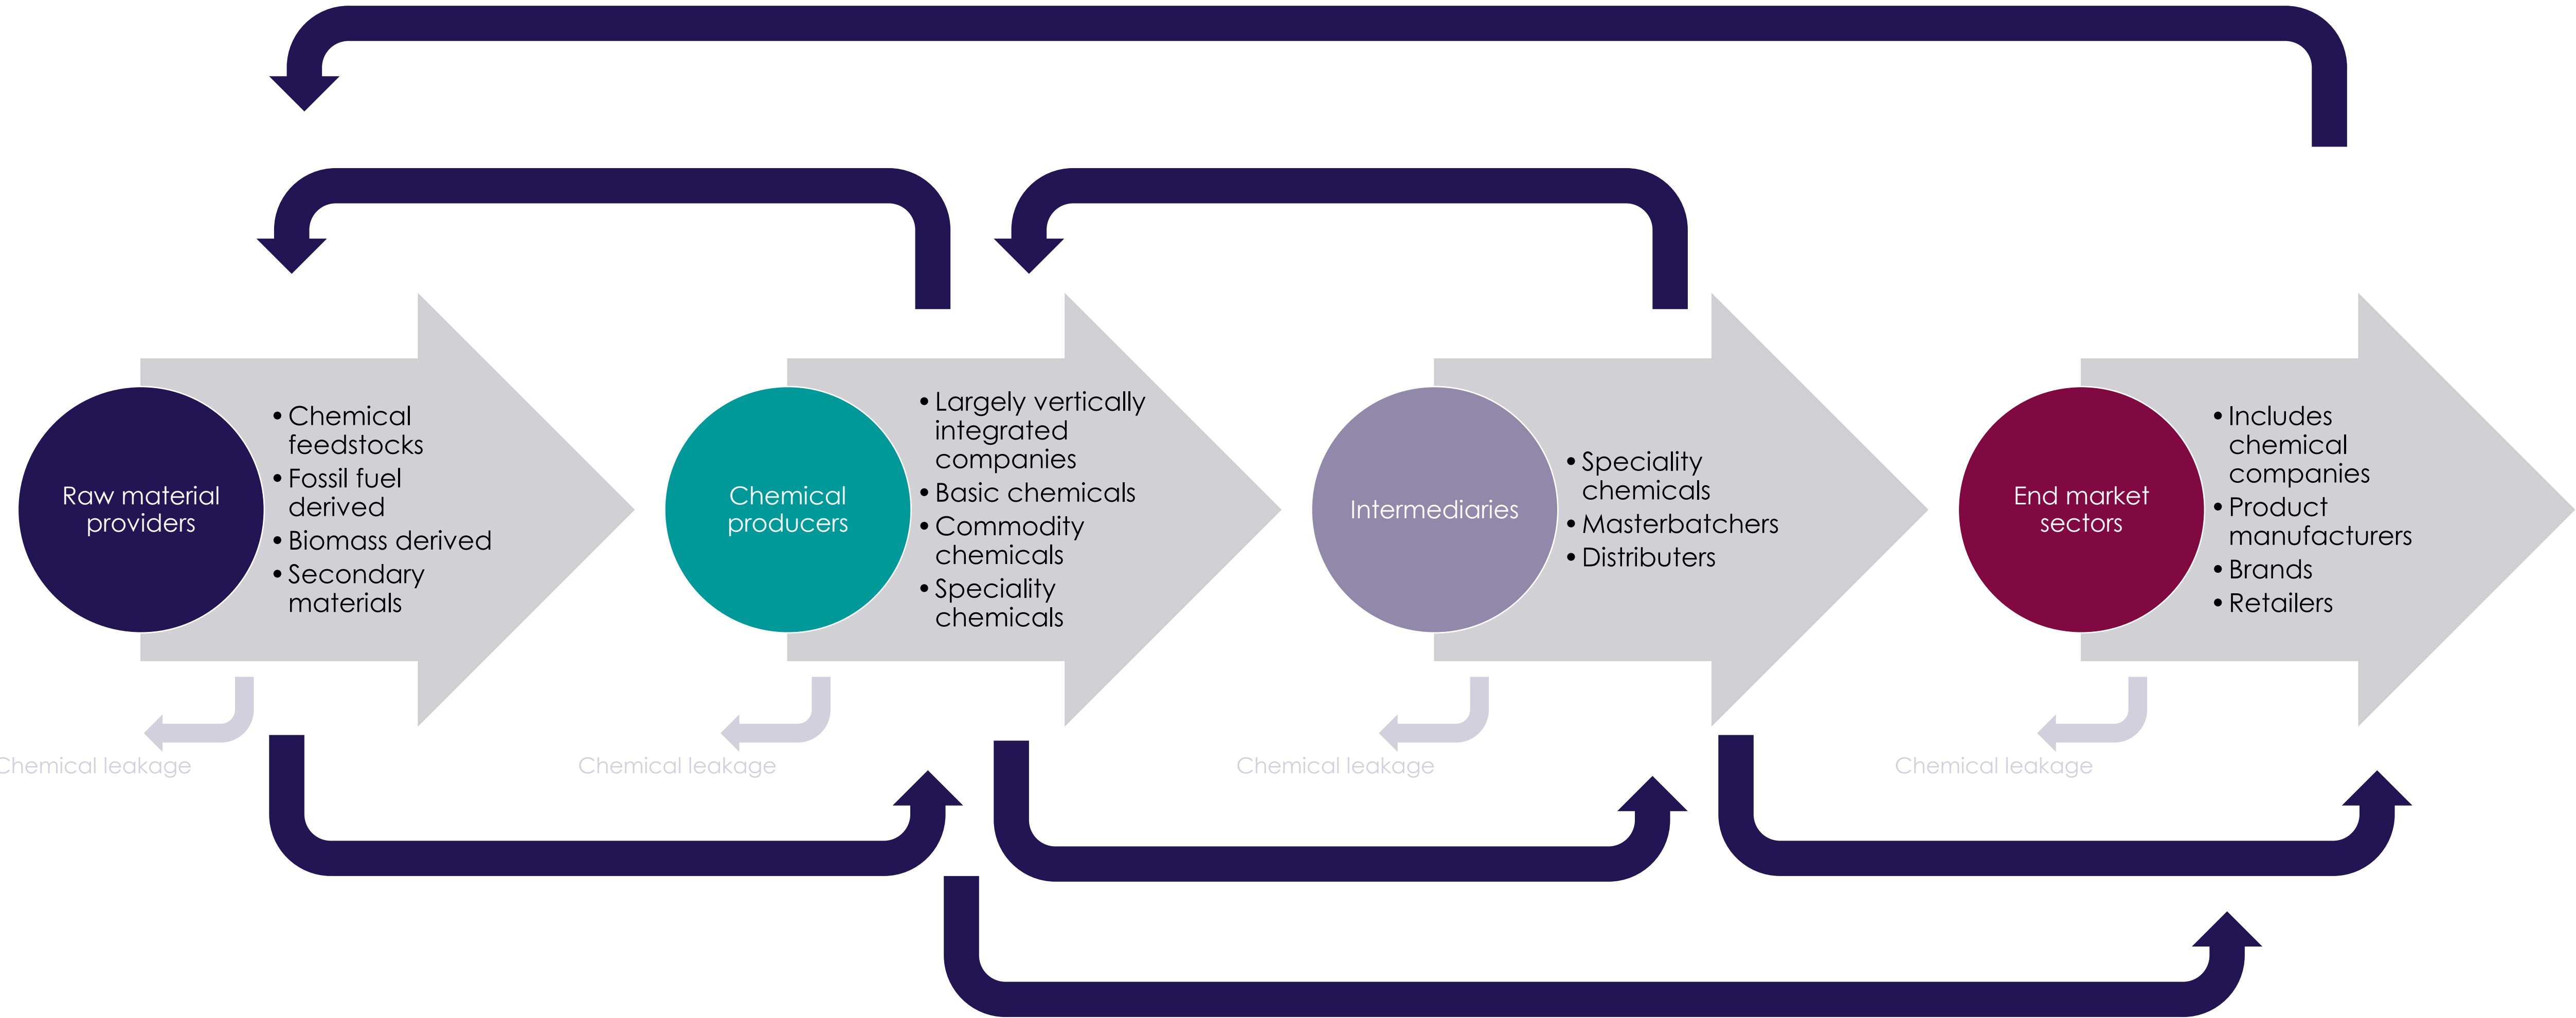 Raw material
providers
• Chemical
feedstocks
• Fossil fuel
derived
• Biomass derived
• Secondary
materials
Chemical
producers
• Largely vertically
integrated
companies
• Basic chemicals
• Commodity
chemicals
• Speciality
chemicals
Intermediaries
• Speciality
chemicals
• Masterbatchers
• Distributers
End market
sectors
• Includes
chemical
companies
• Product
manufacturers
• Brands
• Retailers
Chemical leakage
Chemical leakage
Chemical leakage
Chemical leakage